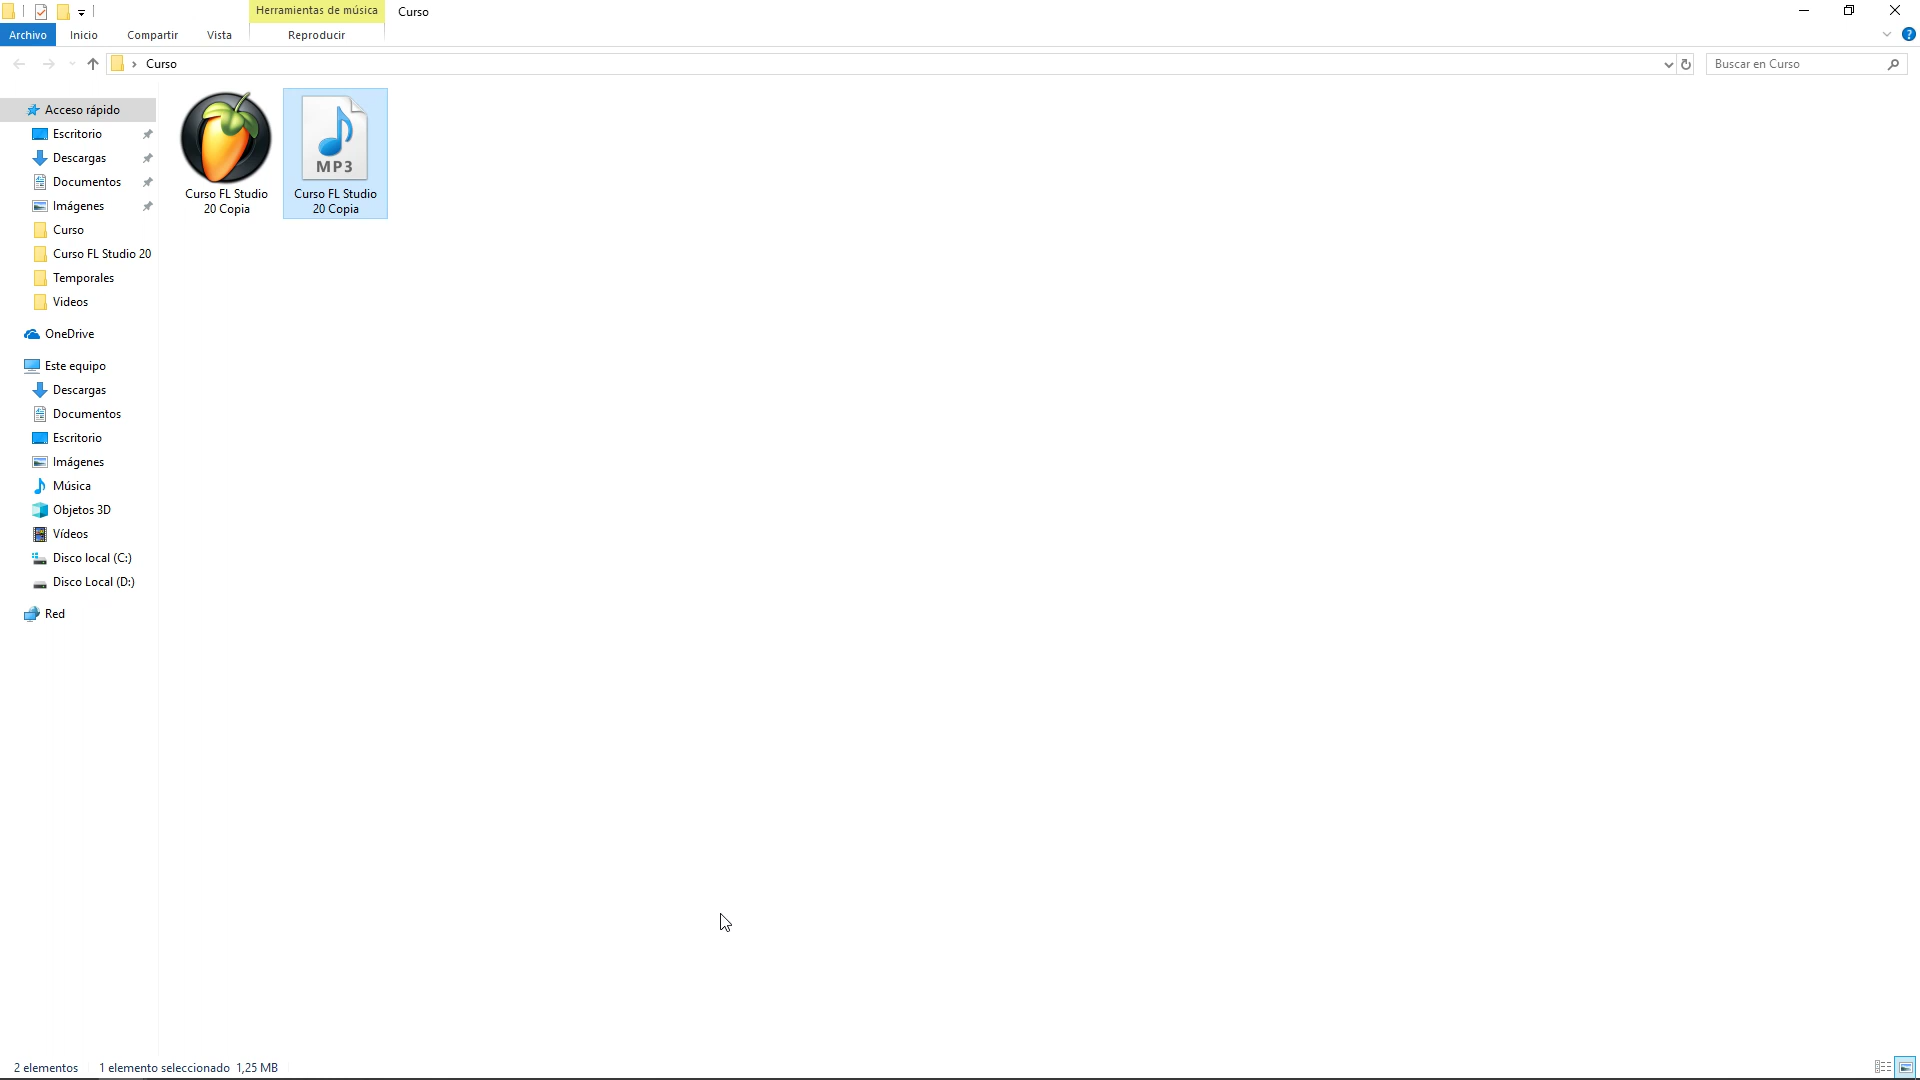 Herramientas de música
Curso
Archivo
Inicio
Compartir
Vista
Reproducir
Curso
Buscar en Curso
Acceso rápido
Escritorio
Descargas
Documentos
Imágenes
Curso
Curso FL Studio 20
Temporales
Videos
OneDrive
Este equipo
Descargas
Documentos
Escritorio
Imágenes
Música
Objetos 3D
Vídeos
Disco local (C:)
Disco Local (D:)
Red
Curso FL Studio
20 Copia
MP3
Curso FL Studio
20 Copia
2 elementos
1 elemento seleccionado 1,25 MB